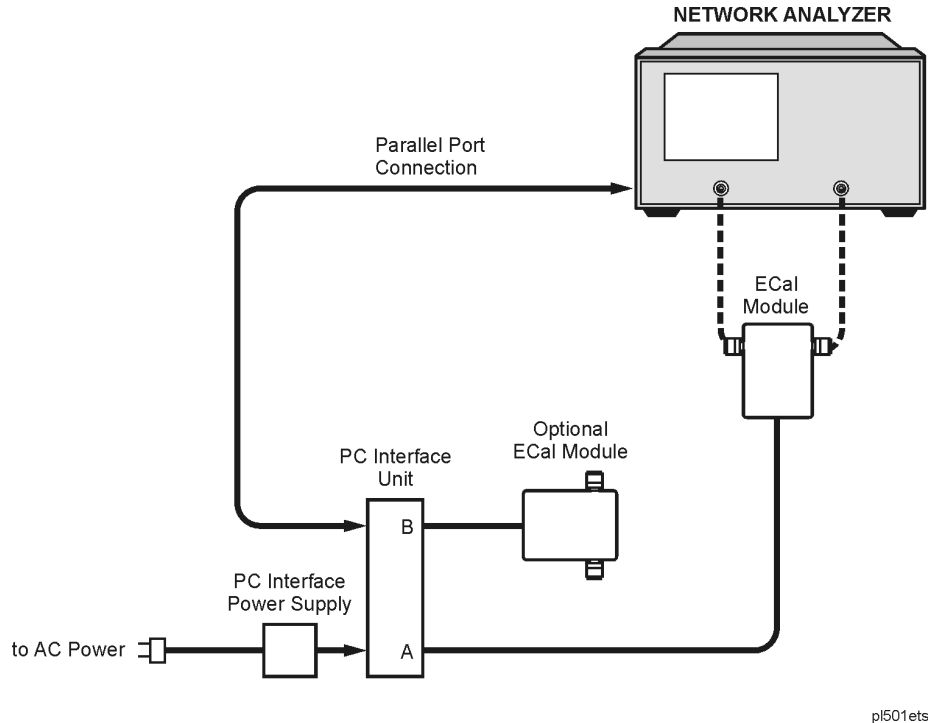 NETWORK ANALYZER
Parallel Port
Connection
ECal
Module
Optional
ECal Module
PC Interface
Unit
B
PC Interface
Power Supply
to AC Power
A
pl501ets